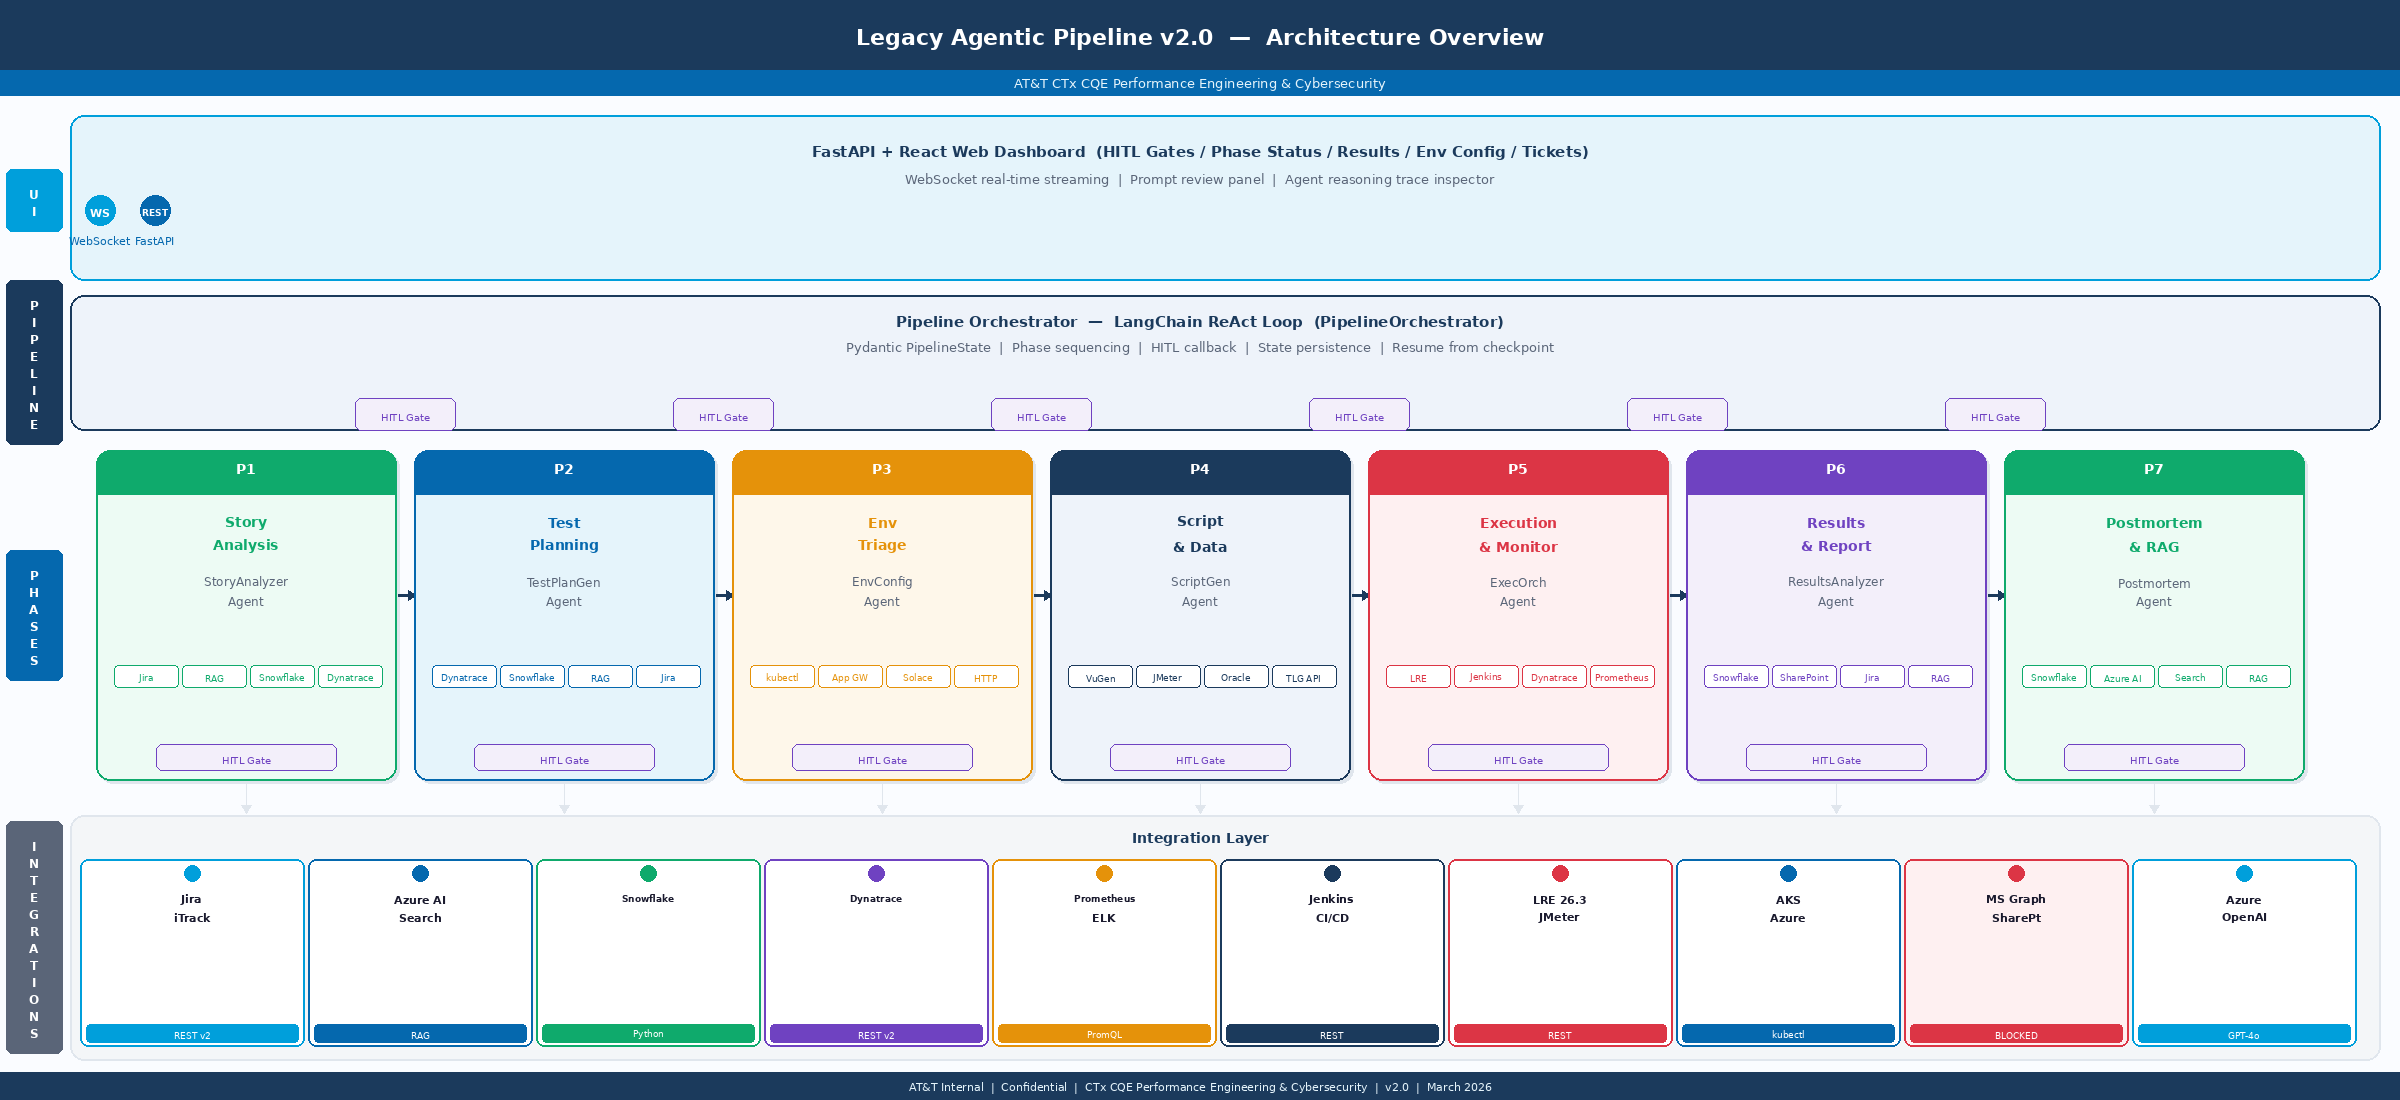 Legacy Agentic Pipeline v2.0 — Architecture Overview
AT&T CTx CQE Performance Engineering & Cybersecurity
UI
FastAPI + React Web Dashboard (HITL Gates / Phase Status / Results / Env Config / Tickets)
WebSocket real-time streaming | Prompt review panel | Agent reasoning trace inspector
WS
REST
WebSocket
FastAPI
PIPELINE
Pipeline Orchestrator — LangChain ReAct Loop (PipelineOrchestrator)
Pydantic PipelineState | Phase sequencing | HITL callback | State persistence | Resume from checkpoint
HITL Gate
HITL Gate
HITL Gate
HITL Gate
HITL Gate
HITL Gate
PHASES
P1
Story
Analysis
StoryAnalyzer
Agent
Jira
RAG
Snowflake
Dynatrace
HITL Gate
P2
Test
Planning
TestPlanGen
Agent
Dynatrace
Snowflake
RAG
Jira
HITL Gate
P3
Env
Triage
EnvConfig
Agent
kubectl
App GW
Solace
HTTP
HITL Gate
P4
Script
& Data
ScriptGen
Agent
VuGen
JMeter
Oracle
TLG API
HITL Gate
P5
Execution
& Monitor
ExecOrch
Agent
LRE
Jenkins
Dynatrace
Prometheus
HITL Gate
P6
Results
& Report
ResultsAnalyzer
Agent
Snowflake
SharePoint
Jira
RAG
HITL Gate
P7
Postmortem
& RAG
Postmortem
Agent
Snowflake
Azure AI
Search
RAG
HITL Gate
INTEGRATIONS
Integration Layer
Jira
iTrack
REST v2
Azure AI
Search
RAG
Snowflake
Python
Dynatrace
REST v2
Prometheus
ELK
PromQL
Jenkins
CI/CD
REST
LRE 26.3
JMeter
REST
AKS
Azure
kubectl
MS Graph
SharePt
BLOCKED
Azure
OpenAI
GPT-4o
AT&T Internal | Confidential | CTx CQE Performance Engineering & Cybersecurity | v2.0 | March 2026